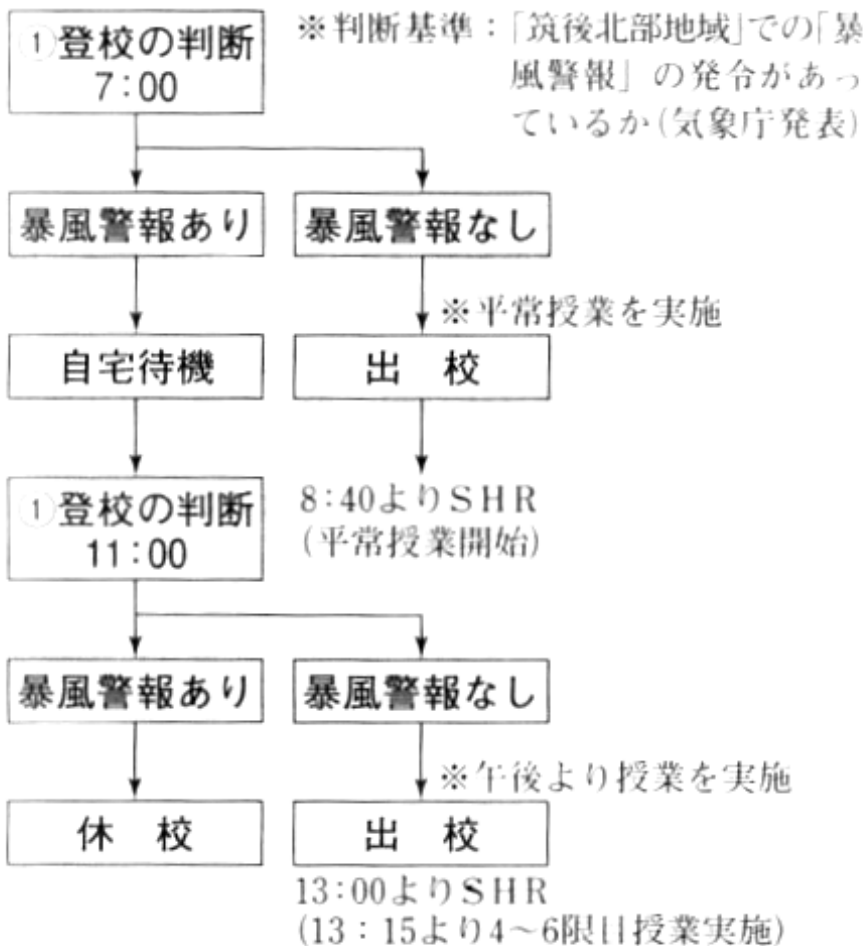 ①登校の判断
7:00
※判断基準：「筑後北部地域」での「暴
風警報」の発令があっ
ているか(気象庁発表)
暴風警報あり
暴風警報なし
※平常授業を実施
自宅待機
出　校
①登校の判断
11:00
8:40よりSHR
(平常授業開始)
暴風警報あり
暴風警報なし
※午後より授業を実施
休　校
出　校
13:00よりSHR
(13：15より4～6限目授業実施)